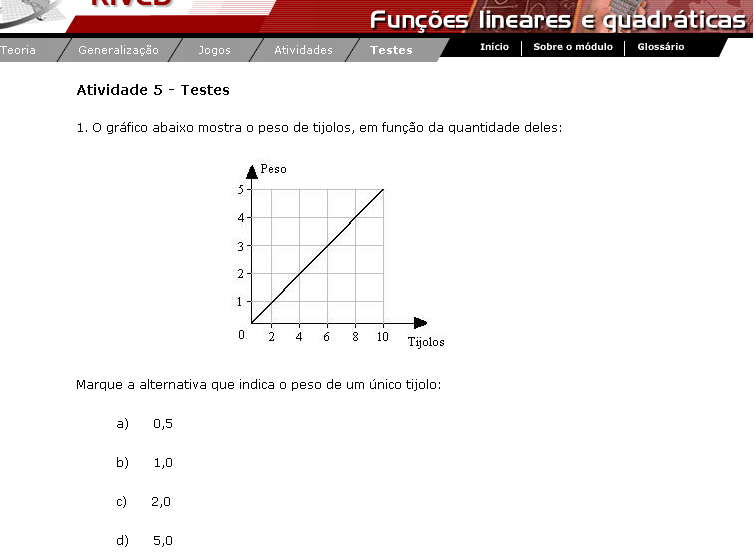 RIVED
Funções lineares e quadráticas
Teoria Generalização Jogos Atividades Testes Início Sobre o módulo Glossário
Atividade 5 - Testes
1. O gráfico abaixo mostra o peso de tijolos, em função da quantidade deles:
Peso
5
4
3
2
1
0 2 4 6 8 10 Tijolos
Marque a alternativa que indica o peso de um único tijolo:
a) 0,5
b) 1,0
c) 2,0
d) 5,0